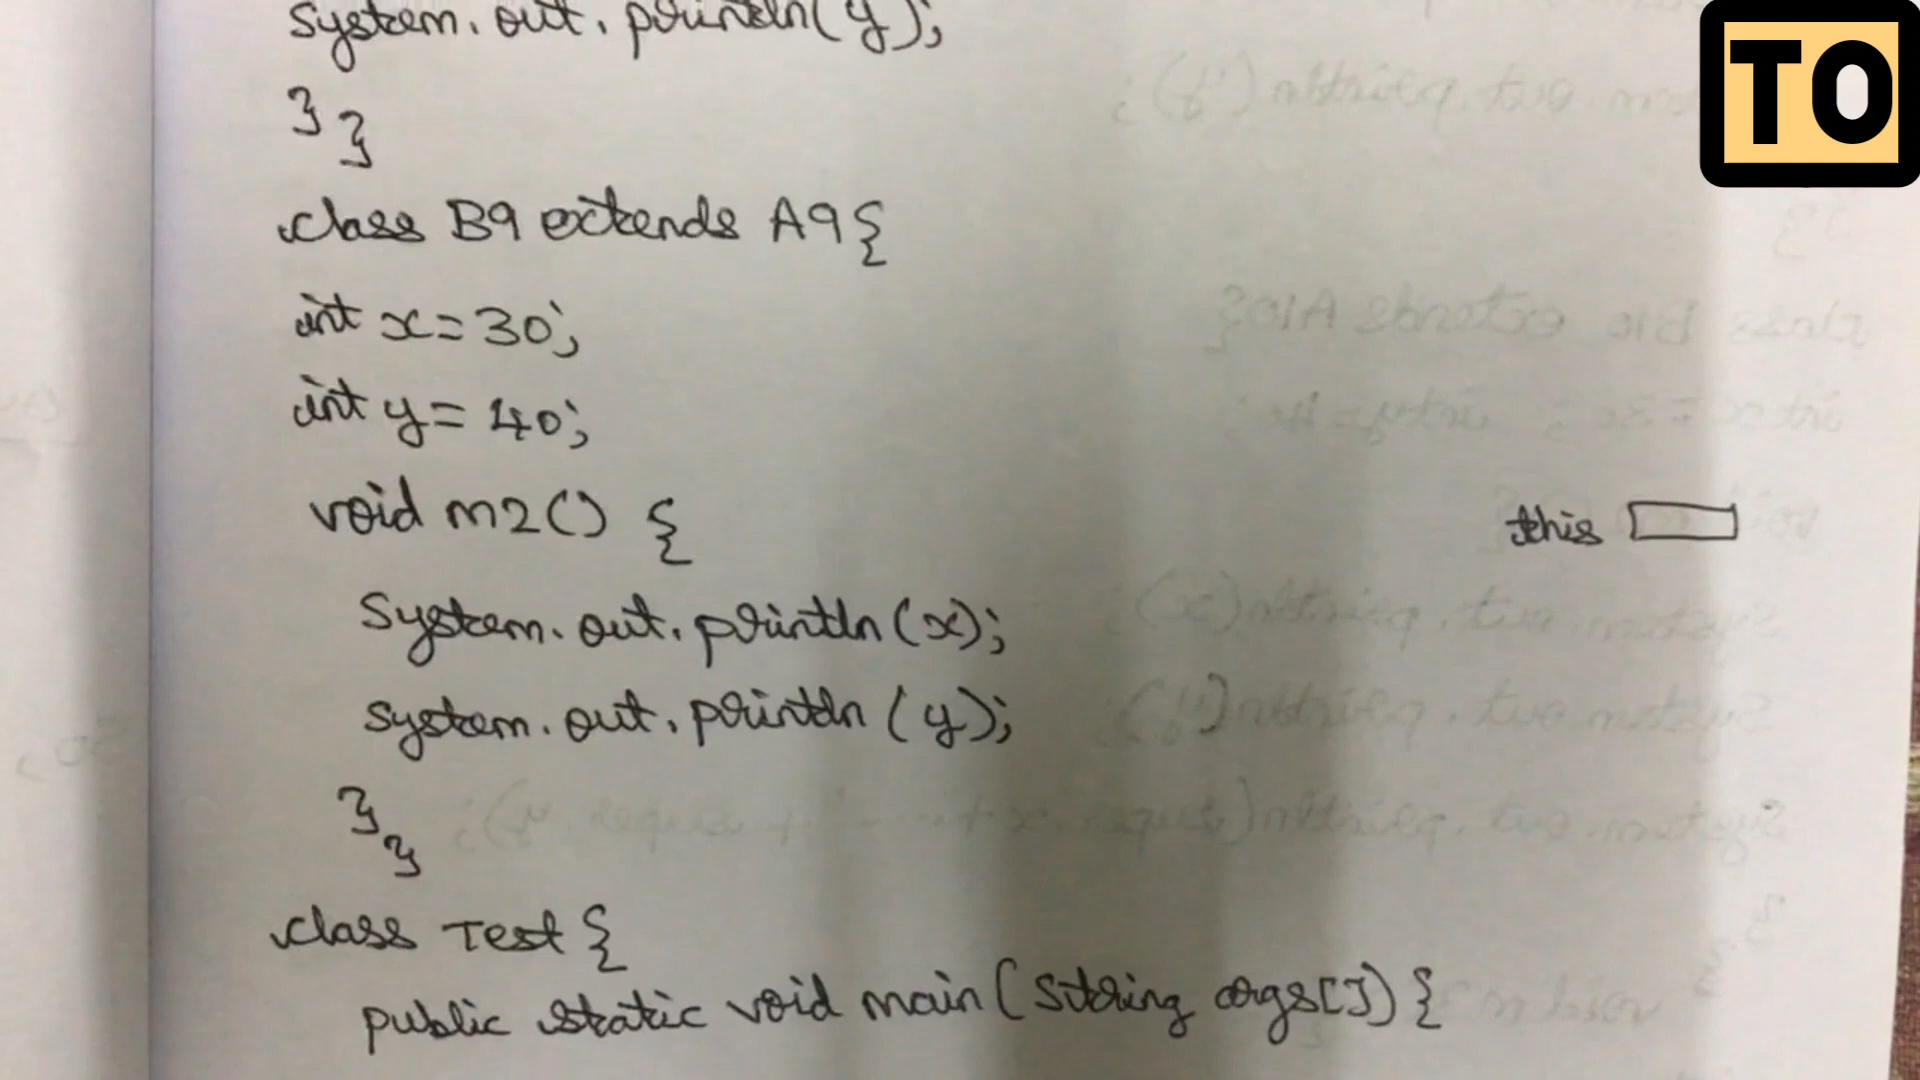 system.out.println(y);
}
}
class B9 extends A9{
int x=30;
int y=40;
void m2() {
this
System.out.println(x);
system.out.println(y);
}
}
class Test {
public static void main(String args[]){
TO